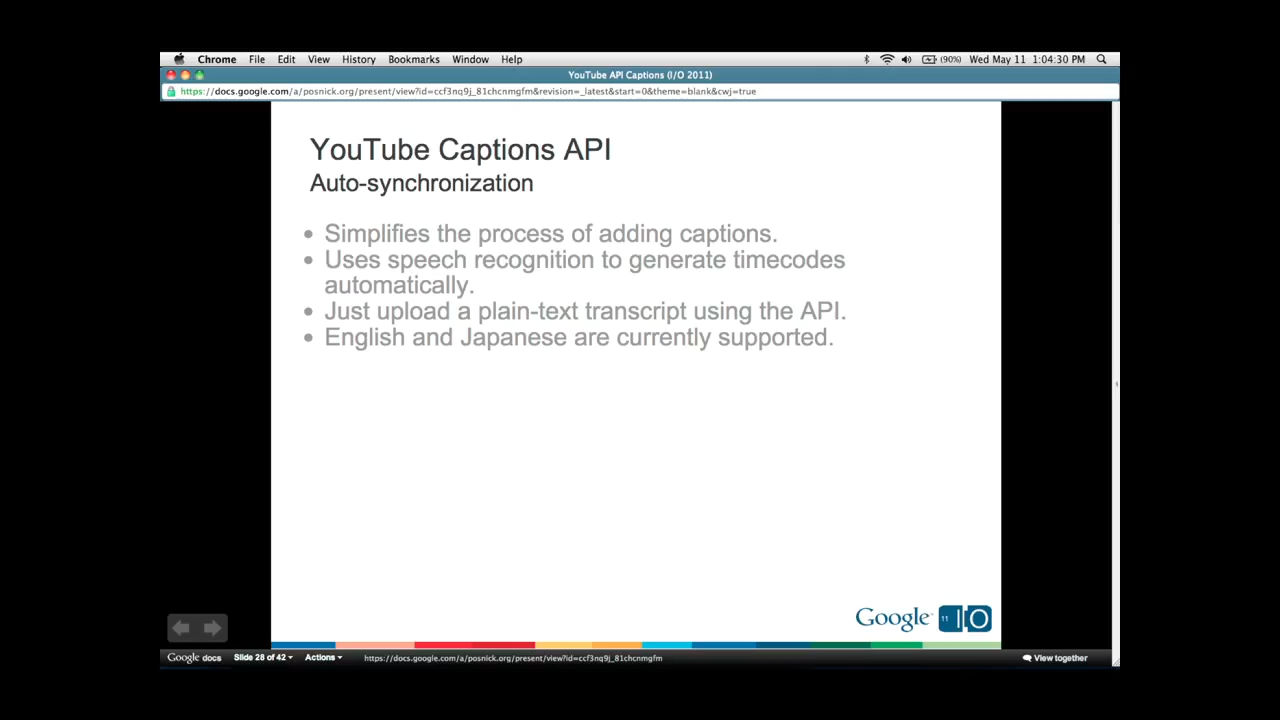 Chrome File Edit View History Bookmarks Window Help (90%) Wed May 11 1:04:30 PM
YouTube API Captions (I/O 2011)
https://docs.google.com/a/posnick.org/present/view?id=ccf3nq9j_81chcnmgfm&revision=_latest&start=0&theme=blank&cwj=true
YouTube Captions API
Auto-synchronization
• Simplifies the process of adding captions.
• Uses speech recognition to generate timecodes
automatically.
• Just upload a plain-text transcript using the API.
• English and Japanese are currently supported.
Google 11 IO
Google docs Slide 28 of 42 Actions https://docs.google.com/a/posnick.org/present/view?id=ccf3nq9j_81chcnmgfm View together